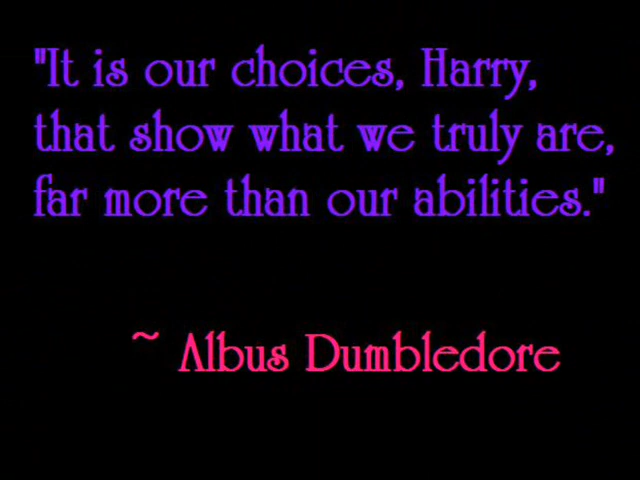 "It is our choices, Harry,
that show what we truly are,
far more than our abilities."
~ Albus Dumbledore